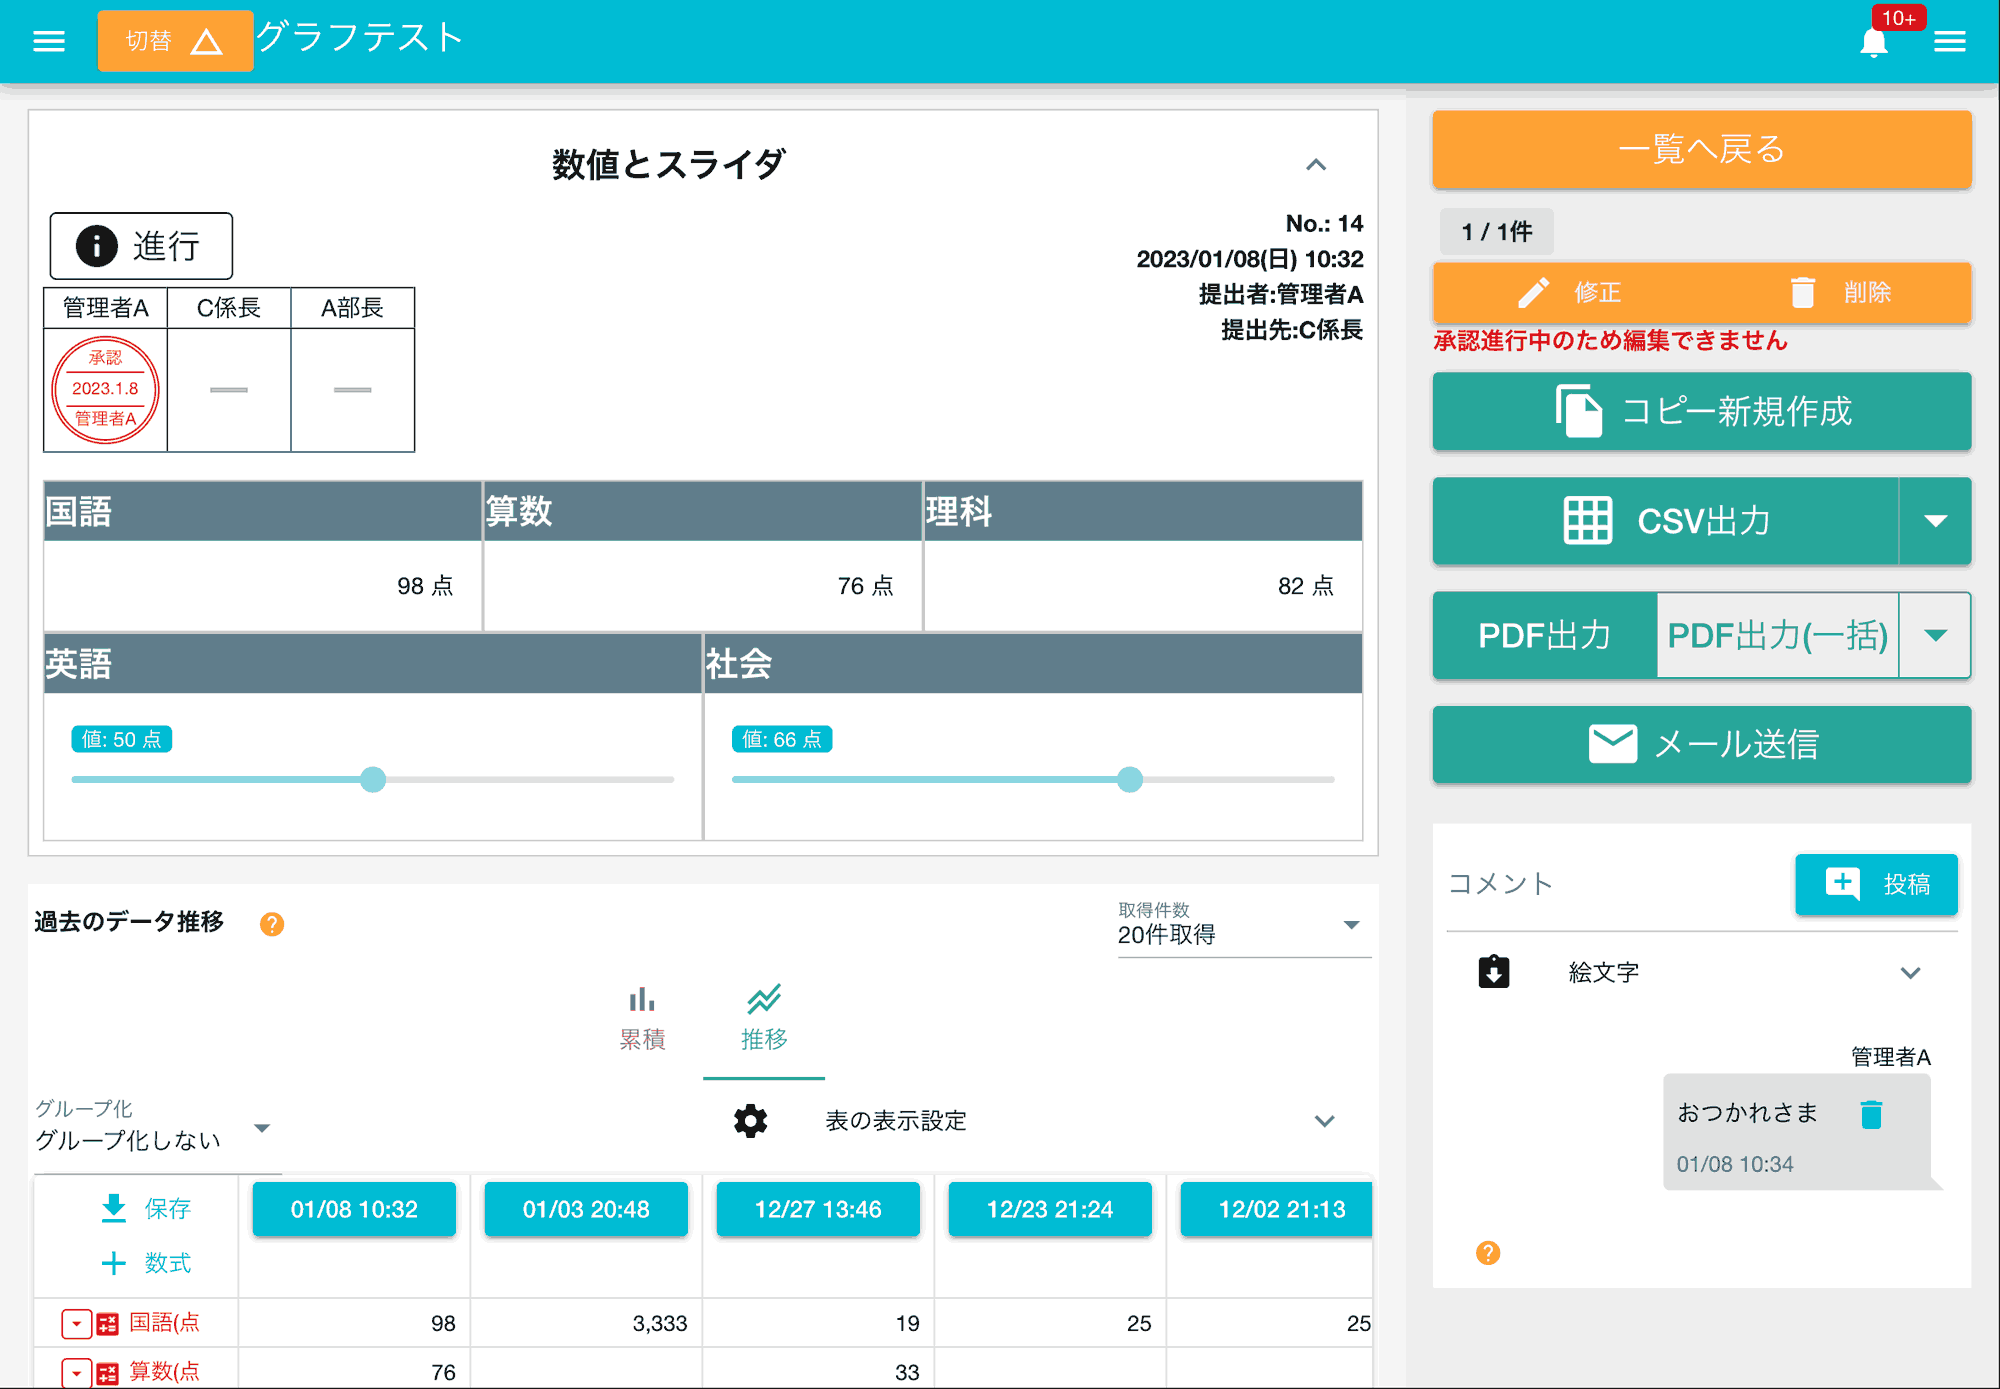 切替
グラフテスト
10+
数値とスライダ
進行
No.: 14
2023/01/08(日) 10:32
提出者:管理者A
提出先:C係長
管理者A C係長 A部長
承認
2023.1.8
管理者A
国語 算数 理科
98 点 76 点 82 点
英語 社会
値: 50 点 値: 66 点
過去のデータ推移
取得件数
20件取得
累積 推移
グループ化
グループ化しない
表の表示設定
保存
数式
01/08 10:32 01/03 20:48 12/27 13:46 12/23 21:24 12/02 21:13
国語(点 98 3,333 19 25 25
算数(点 76 33
一覧へ戻る
1 / 1件
修正 削除
承認進行中のため編集できません
コピー新規作成
CSV出力
PDF出力 PDF出力(一括)
メール送信
コメント
投稿
絵文字
管理者A
おつかれさま
01/08 10:34